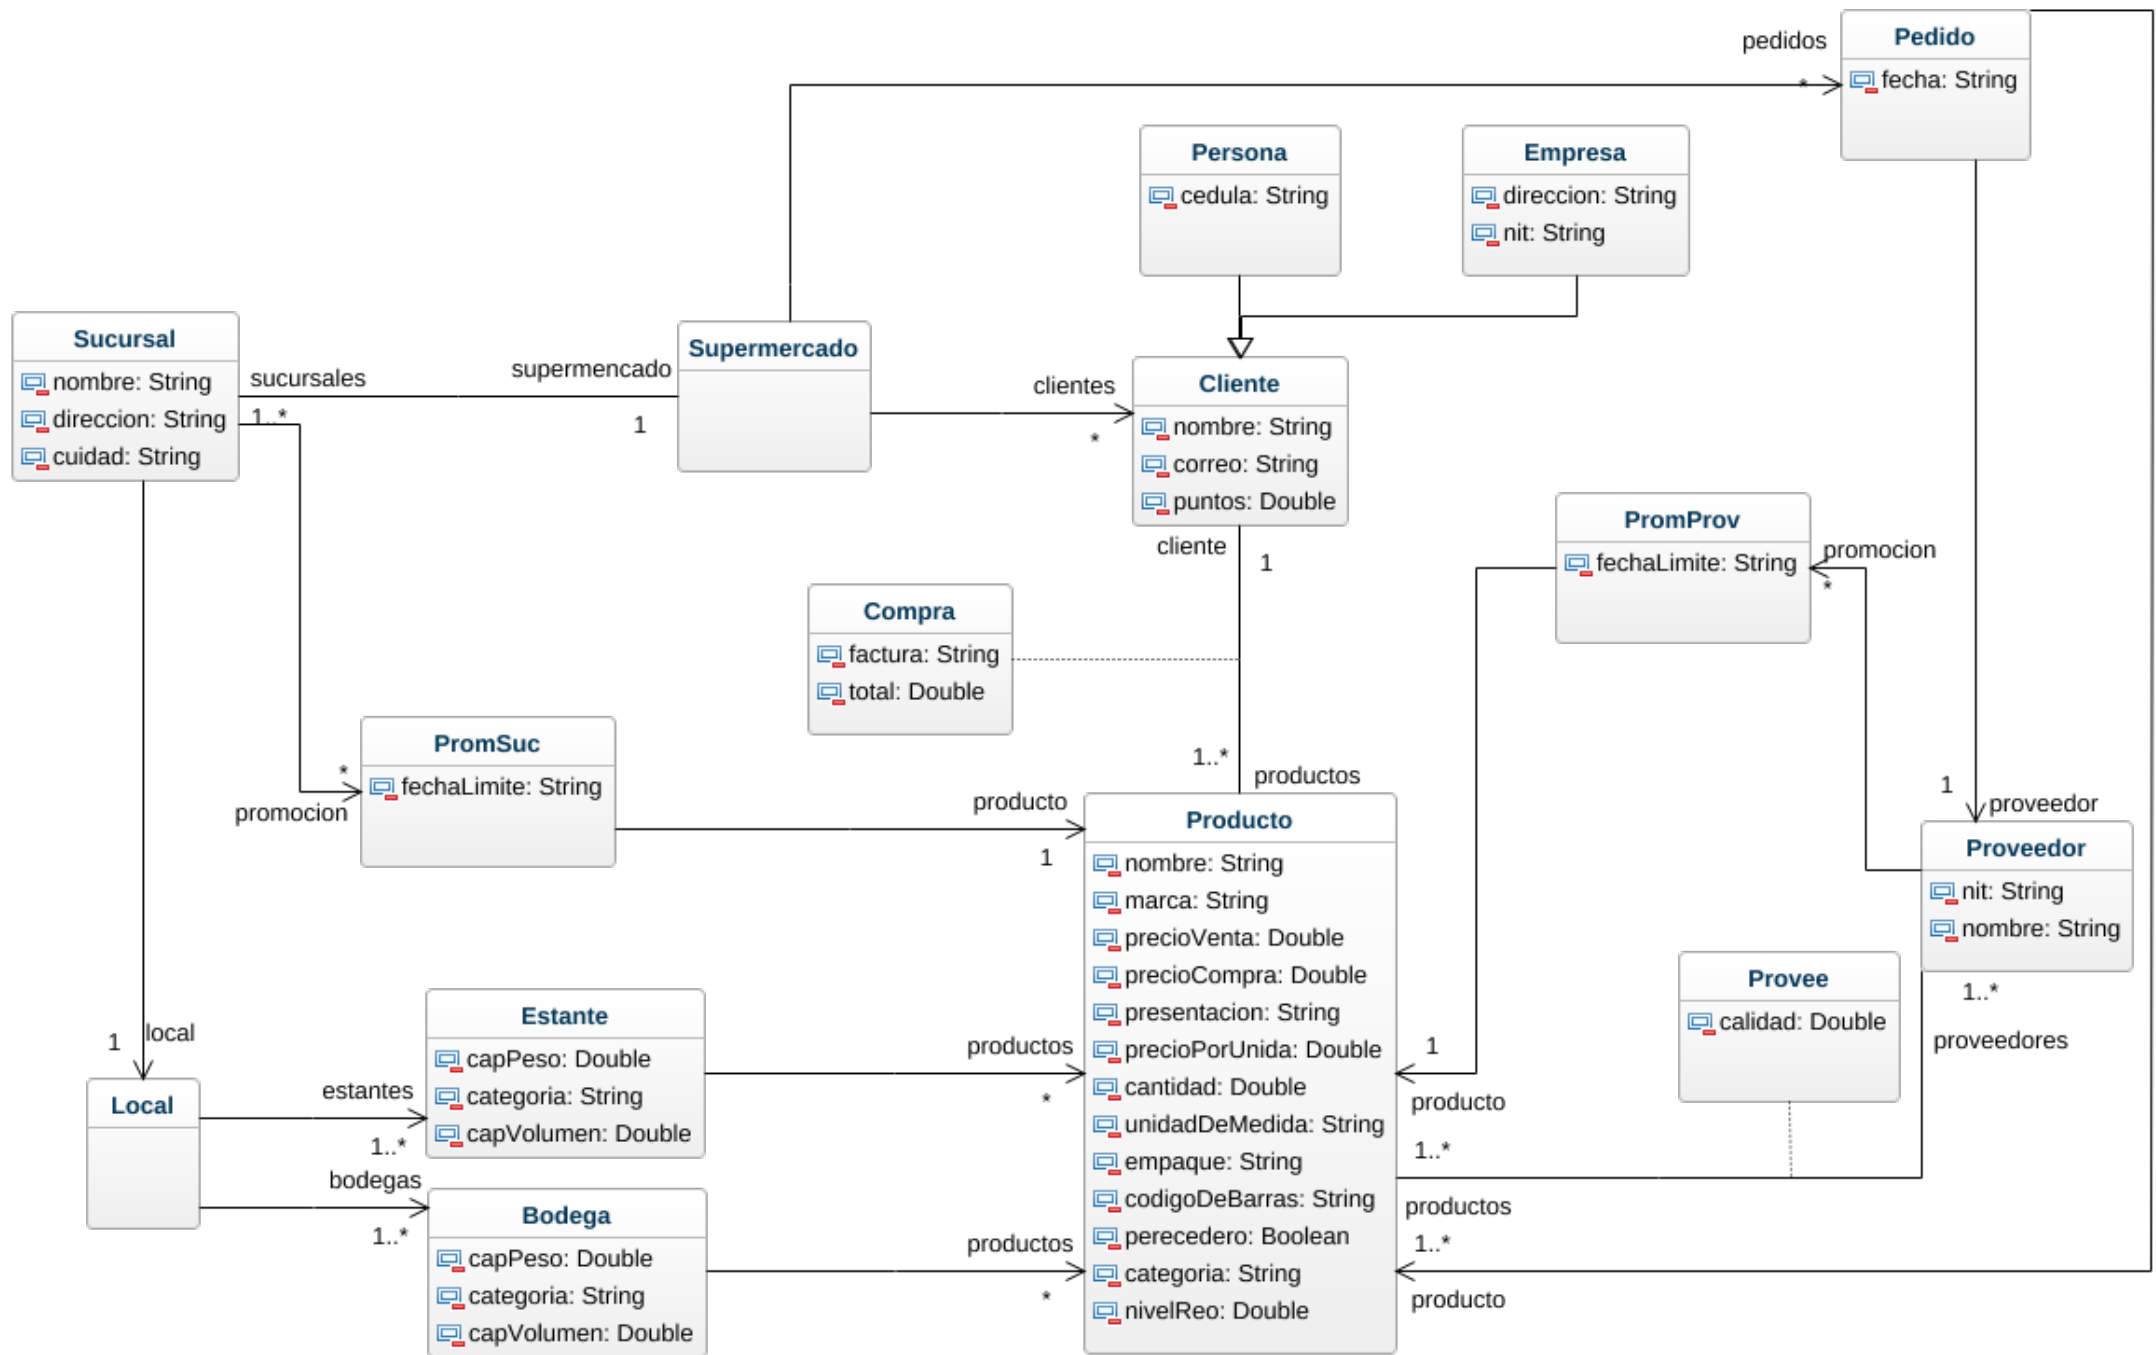 pedidos
*
Pedido
fecha: String
Persona
cedula: String
Empresa
direccion: String
nit: String
Sucursal
nombre: String
direccion: String
cuidad: String
sucursales
1..*
supermencado
1
Supermercado
clientes
*
Cliente
nombre: String
correo: String
puntos: Double
cliente
1
PromProv
fechaLimite: String
promocion
*
Compra
factura: String
total: Double
PromSuc
fechaLimite: String
*
promocion
producto
1
1..*
productos
Producto
nombre: String
marca: String
precioVenta: Double
precioCompra: Double
presentacion: String
precioPorUnida: Double
cantidad: Double
unidadDeMedida: String
empaque: String
codigoDeBarras: String
perecedero: Boolean
categoria: String
nivelReo: Double
1
proveedor
Proveedor
nit: String
nombre: String
1..*
proveedores
Provee
calidad: Double
1
local
Local
estantes
1..*
Estante
capPeso: Double
categoria: String
capVolumen: Double
productos
*
bodegas
1..*
Bodega
capPeso: Double
categoria: String
capVolumen: Double
productos
*
1
producto
1..*
productos
1..*
producto